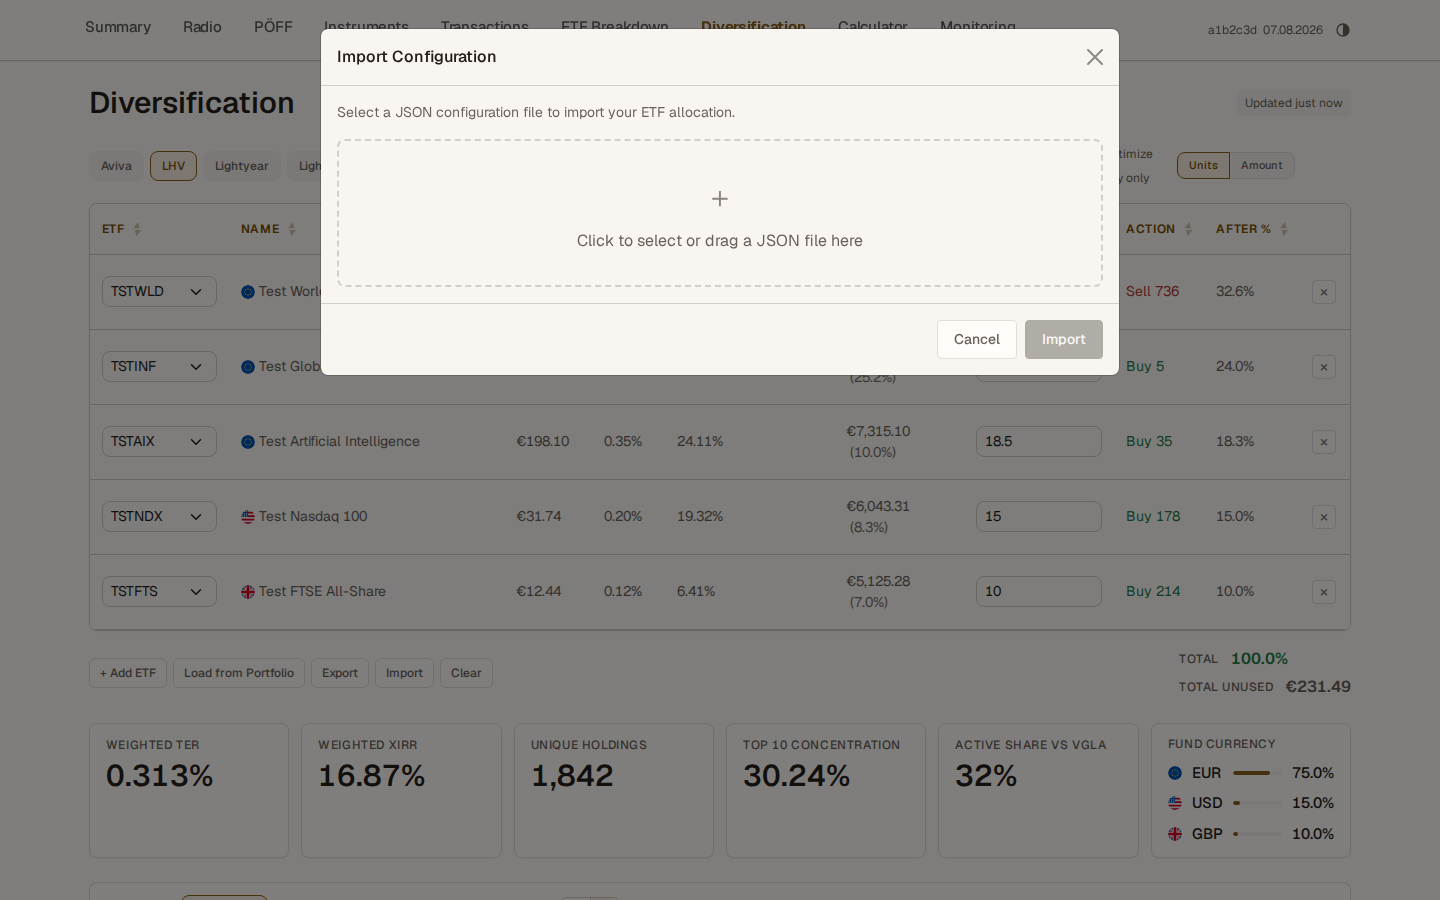 Summary Radio PÖFF Instruments Transactions ETF Breakdown Diversification Calculator Monitoring a1b2c3d 07.08.2026
Import Configuration
Diversification
Updated just now
Select a JSON configuration file to import your ETF allocation.
Aviva LHV Lightyear Ligh
timize
y only
Units Amount
Click to select or drag a JSON file here
ETF NAME ACTION AFTER %
TSTWLD Test Worl Sell 736 32.6% ×
Cancel Import
TSTINF Test Glob (25.2%) Buy 5 24.0% ×
TSTAIX Test Artificial Intelligence €198.10 0.35% 24.11% €7,315.10 (10.0%) 18.5 Buy 35 18.3% ×
TSTNDX Test Nasdaq 100 €31.74 0.20% 19.32% €6,043.31 (8.3%) 15 Buy 178 15.0% ×
TSTFTS Test FTSE All-Share €12.44 0.12% 6.41% €5,125.28 (7.0%) 10 Buy 214 10.0% ×
+ Add ETF Load from Portfolio Export Import Clear
TOTAL 100.0%
TOTAL UNUSED €231.49
WEIGHTED TER
0.313%
WEIGHTED XIRR
16.87%
UNIQUE HOLDINGS
1,842
TOP 10 CONCENTRATION
30.24%
ACTIVE SHARE VS VGLA
32%
FUND CURRENCY
EUR 75.0%
USD 15.0%
GBP 10.0%